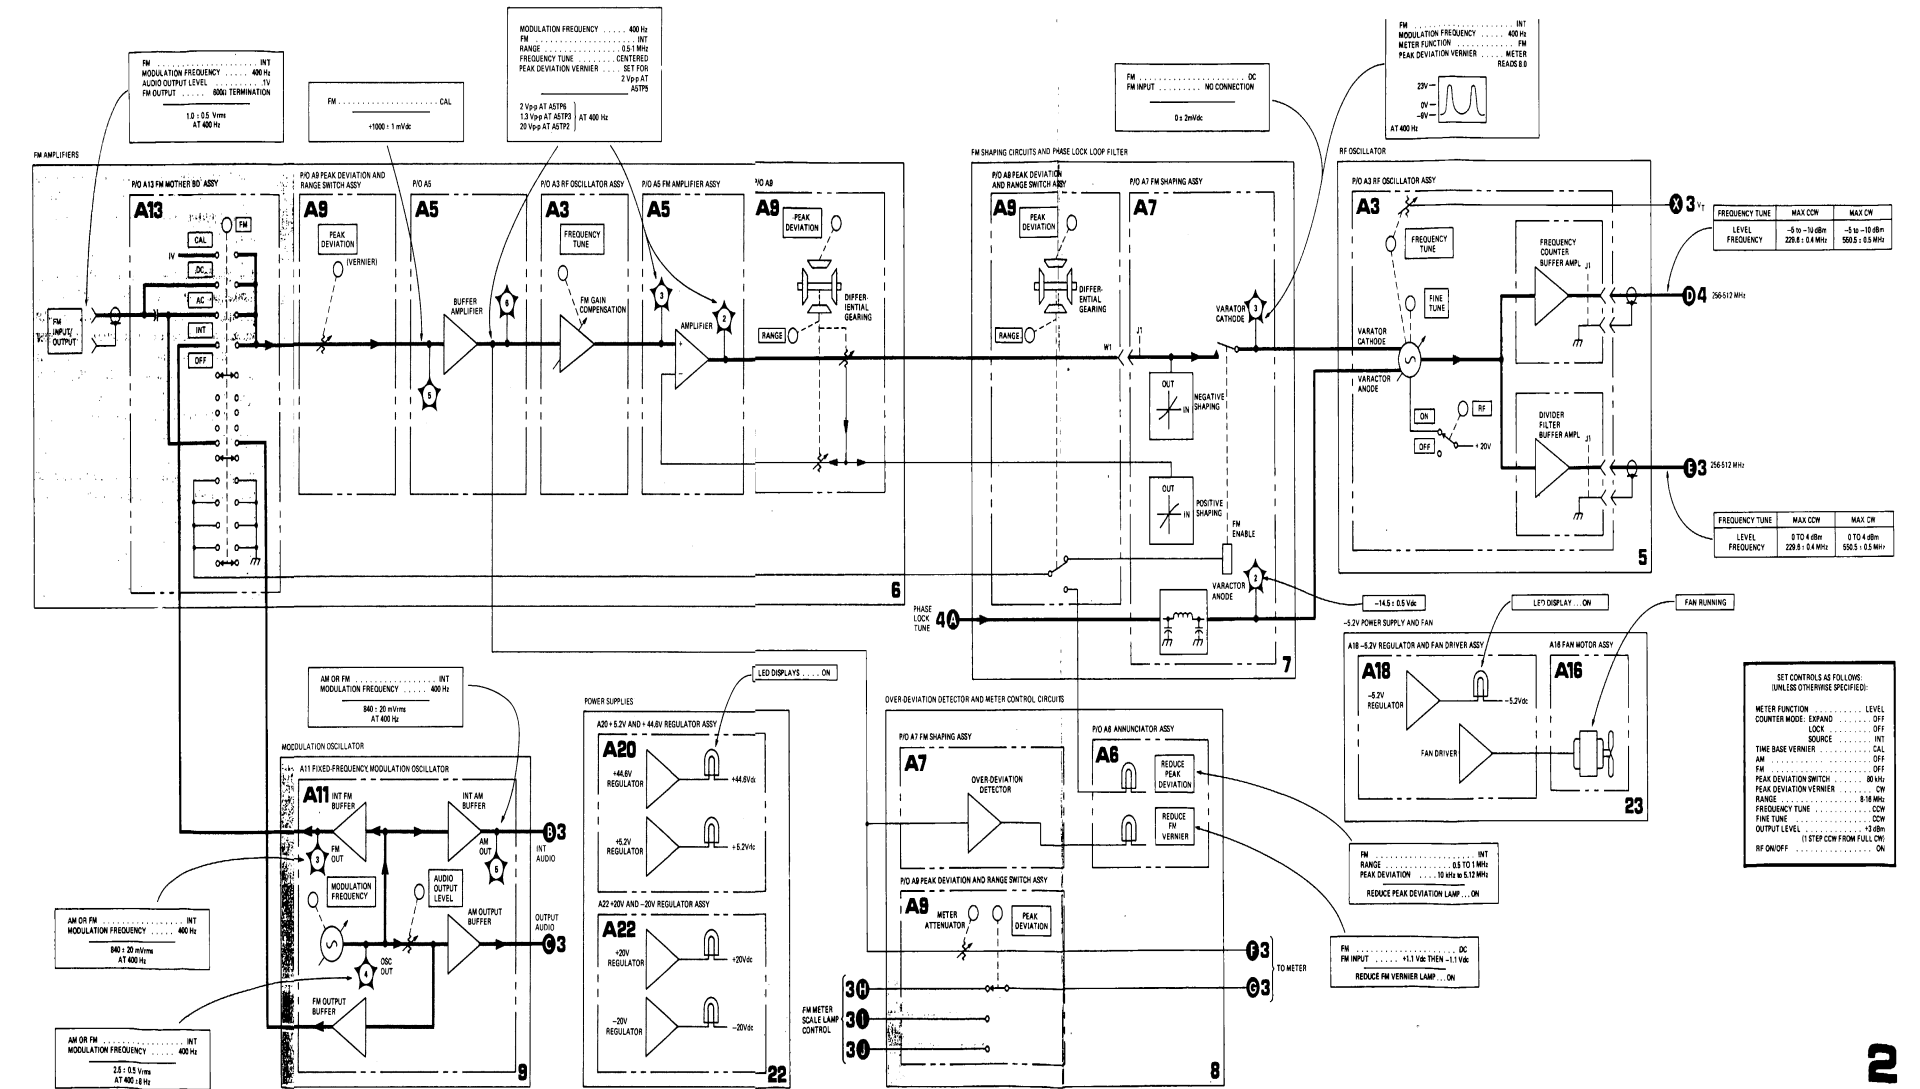 FM . . . INT
MODULATION FREQUENCY . . . 400 Hz
AUDIO OUTPUT LEVEL . . . 1V
FM OUTPUT . . . 600Ω TERMINATION
1.0 ± 0.5 Vrms
AT 400 Hz
FM . . . CAL
+1000 ± 1 mVdc
MODULATION FREQUENCY . . . 400 Hz
FM . . . INT
RANGE . . . 0.5-1 MHz
FREQUENCY TUNE . . . CENTERED
PEAK DEVIATION VERNIER . . . SET FOR
2 Vp-p AT
A5TP5
2 Vp-p AT A5TP6
1.3 Vp-p AT A5TP3 } AT 400 Hz
20 Vp-p AT A5TP2
FM . . . DC
FM INPUT . . . NO CONNECTION
0 ± 2mVdc
FM . . . INT
MODULATION FREQUENCY . . . 400 Hz
METER FUNCTION . . . FM
PEAK DEVIATION VERNIER . . . METER
READS 8.0
23V
0V
-9V
AT 400 Hz
FM AMPLIFIERS
P/O A13 FM MOTHER BD ASSY
A13
FM
CAL
1V
DC
AC
INT
OFF
FM
INPUT/
OUTPUT
P/O A9 PEAK DEVIATION AND
RANGE SWITCH ASSY
A9
PEAK
DEVIATION
(VERNIER)
P/O A5
A5
BUFFER
AMPLIFIER
5
6
P/O A3 RF OSCILLATOR ASSY
A3
FREQUENCY
TUNE
FM GAIN
COMPENSATION
P/O A5 FM AMPLIFIER ASSY
A5
3
AMPLIFIER
2
P/O A9
A9
PEAK
DEVIATION
DIFFER-
ENTIAL
GEARING
RANGE
6
FM SHAPING CIRCUITS AND PHASE LOCK LOOP FILTER
P/O A9 PEAK DEVIATION
AND RANGE SWITCH ASSY
A9
PEAK
DEVIATION
DIFFER-
ENTIAL
GEARING
RANGE
W1
P/O A7 FM SHAPING ASSY
A7
J1
VARATOR
CATHODE
3
OUT
IN
NEGATIVE
SHAPING
OUT
IN
POSITIVE
SHAPING
FM
ENABLE
VARACTOR
ANODE
2
PHASE
LOCK
TUNE
4 A
7
-14.5 ± 0.5 Vdc
RF OSCILLATOR
P/O A3 RF OSCILLATOR ASSY
A3
FREQUENCY
TUNE
FINE
TUNE
VARATOR
CATHODE
VARACTOR
ANODE
ON
OFF
RF
+ 20V
FREQUENCY
COUNTER
BUFFER AMPL
J1
DIVIDER
FILTER
BUFFER AMPL
J1
5
X 3 VT
D 4 256-512 MHz
E 3 256-512 MHz
FREQUENCY TUNE MAX CCW MAX CW
LEVEL -5 to -10 dBm -5 to -10 dBm
FREQUENCY 229.6 ± 0.4 MHz 550.5 ± 0.5 MHz
FREQUENCY TUNE MAX CCW MAX CW
LEVEL 0 TO 4 dBm 0 TO 4 dBm
FREQUENCY 229.6 ± 0.4 MHz 550.5 ± 0.5 MHz
LED DISPLAY . . . ON
FAN RUNNING
-5.2V POWER SUPPLY AND FAN
A18 -5.2V REGULATOR AND FAN DRIVER ASSY
A18
-5.2V
REGULATOR
-5.2Vdc
FAN DRIVER
A16 FAN MOTOR ASSY
A16
23
SET CONTROLS AS FOLLOWS:
(UNLESS OTHERWISE SPECIFIED):
METER FUNCTION . . . LEVEL
COUNTER MODE: EXPAND . . . OFF
LOCK . . . OFF
SOURCE . . . INT
TIME BASE VERNIER . . . CAL
AM . . . OFF
FM . . . OFF
PEAK DEVIATION SWITCH . . . 80 kHz
PEAK DEVIATION VERNIER . . . CW
RANGE . . . 8-16 MHz
FREQUENCY TUNE . . . CCW
FINE TUNE . . . CCW
OUTPUT LEVEL . . . +3 dBm
(1 STEP CCW FROM FULL CW)
RF ON/OFF . . . ON
AM OR FM . . . INT
MODULATION FREQUENCY . . . 400 Hz
840 ± 20 mVrms
AT 400 Hz
MODULATION OSCILLATOR
A11 FIXED-FREQUENCY, MODULATION OSCILLATOR
A11
INT FM
BUFFER
INT AM
BUFFER
3
FM
OUT
AM
OUT
5
B 3
INT
AUDIO
MODULATION
FREQUENCY
AUDIO
OUTPUT
LEVEL
AM OUTPUT
BUFFER
OSC
OUT
4
FM OUTPUT
BUFFER
OUTPUT
AUDIO
C 3
9
AM OR FM . . . INT
MODULATION FREQUENCY . . . 400 Hz
840 ± 20 mVrms
AT 400 Hz
AM OR FM . . . INT
MODULATION FREQUENCY . . . 400 Hz
2.5 ± 0.5 Vrms
AT 400 ±8 Hz
LED DISPLAYS . . . . ON
POWER SUPPLIES
A20 + 5.2V AND + 44.6V REGULATOR ASSY
A20
+44.6V
REGULATOR
+44.6Vdc
+5.2V
REGULATOR
+5.2Vdc
A22 +20V AND -20V REGULATOR ASSY
A22
+20V
REGULATOR
+20Vdc
-20V
REGULATOR
-20Vdc
22
OVER-DEVIATION DETECTOR AND METER CONTROL CIRCUITS
P/O A7 FM SHAPING ASSY
A7
OVER-DEVIATION
DETECTOR
P/O A6 ANNUNCIATOR ASSY
A6
REDUCE
PEAK
DEVIATION
REDUCE
FM
VERNIER
P/O A9 PEAK DEVIATION AND RANGE SWITCH ASSY
A9
METER
ATTENUATOR
PEAK
DEVIATION
F 3
G 3
TO METER
FM METER
SCALE LAMP
CONTROL
3 H
3 I
3 J
8
FM . . . INT
RANGE . . . 0.5 TO 1 MHz
PEAK DEVIATION . . . 10 kHz to 5.12 MHz
REDUCE PEAK DEVIATION LAMP . . . ON
FM . . . DC
FM INPUT . . . +1.1 Vdc THEN -1.1 Vdc
REDUCE FM VERNIER LAMP . . . ON
2